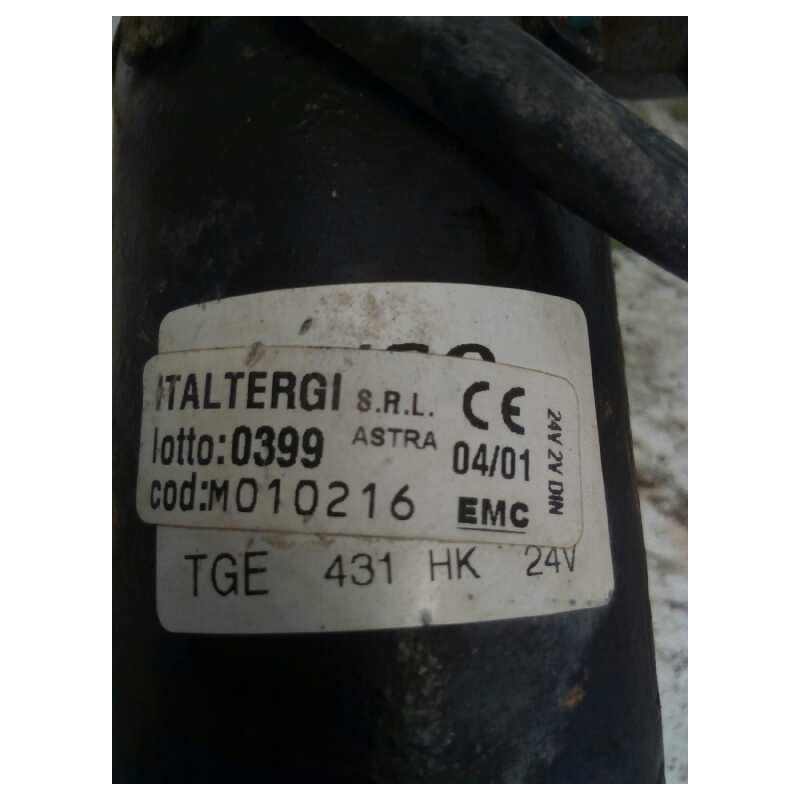 ITALTERGI S.R.L. CE
lotto:0399 ASTRA 04/01
cod:M010216 EMC
24V 2V DIN
TGE 431 HK 24V